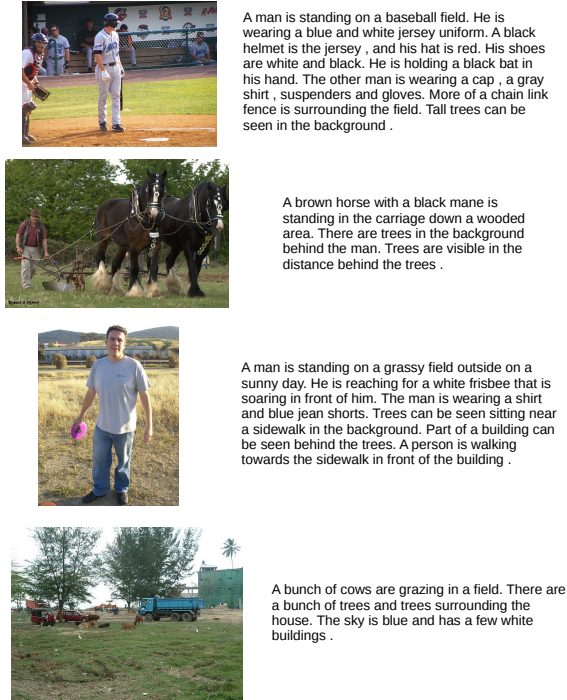 A man is standing on a baseball field. He is
wearing a blue and white jersey uniform. A black
helmet is the jersey , and his hat is red. His shoes
are white and black. He is holding a black bat in
his hand. The other man is wearing a cap , a gray
shirt , suspenders and gloves. More of a chain link
fence is surrounding the field. Tall trees can be
seen in the background .
A brown horse with a black mane is
standing in the carriage down a wooded
area. There are trees in the background
behind the man. Trees are visible in the
distance behind the trees .
A man is standing on a grassy field outside on a
sunny day. He is reaching for a white frisbee that is
soaring in front of him. The man is wearing a shirt
and blue jean shorts. Trees can be seen sitting near
a sidewalk in the background. Part of a building can
be seen behind the trees. A person is walking
towards the sidewalk in front of the building .
A bunch of cows are grazing in a field. There are
a bunch of trees and trees surrounding the
house. The sky is blue and has a few white
buildings .